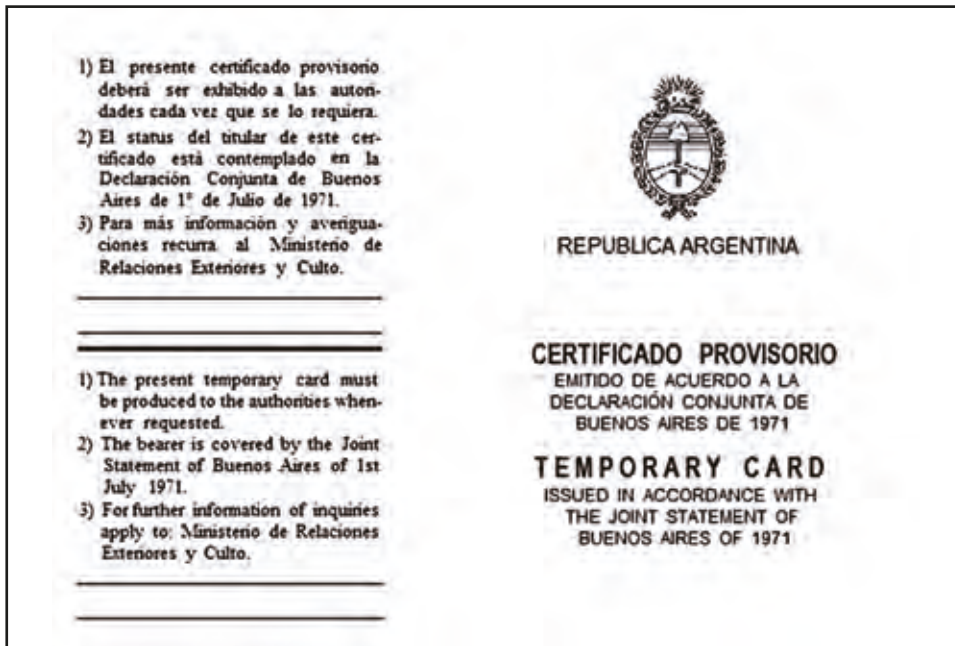 1) El presente certificado provisorio
deberá ser exhibido a las autori-
dades cada vez que se lo requiera.
2) El status del titular de este cer-
tificado está contemplado en la
Declaración Conjunta de Buenos
Aires de 1° de Julio de 1971.
3) Para más información y averigua-
ciones recurra al Ministerio de
Relaciones Exteriores y Culto.
1) The present temporary card must
be produced to the authorities when-
ever requested.
2) The bearer is covered by the Joint
Statement of Buenos Aires of 1st
July 1971.
3) For further information of inquiries
apply to: Ministerio de Relaciones
Exteriores y Culto.
REPUBLICA ARGENTINA
CERTIFICADO PROVISORIO
EMITIDO DE ACUERDO A LA
DECLARACIÓN CONJUNTA DE
BUENOS AIRES DE 1971
TEMPORARY CARD
ISSUED IN ACCORDANCE WITH
THE JOINT STATEMENT OF
BUENOS AIRES OF 1971